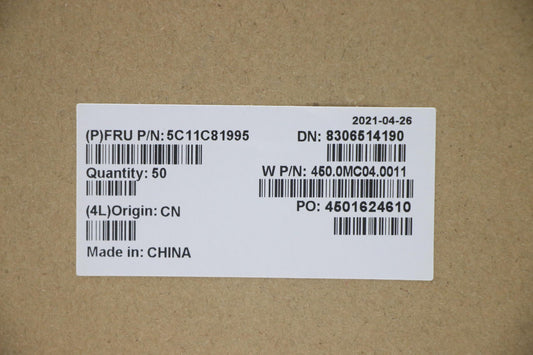 2021-04-26
(P)FRU P/N: 5C11C81995 DN: 8306514190
Quantity: 50 W P/N: 450.0MC04.0011
(4L)Origin: CN PO: 4501624610
Made in: CHINA